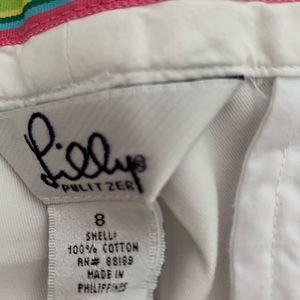 Lilly
PULITZER
8
SHELL:
100% COTTON
RN# 88189
MADE IN
PHILIPPINES